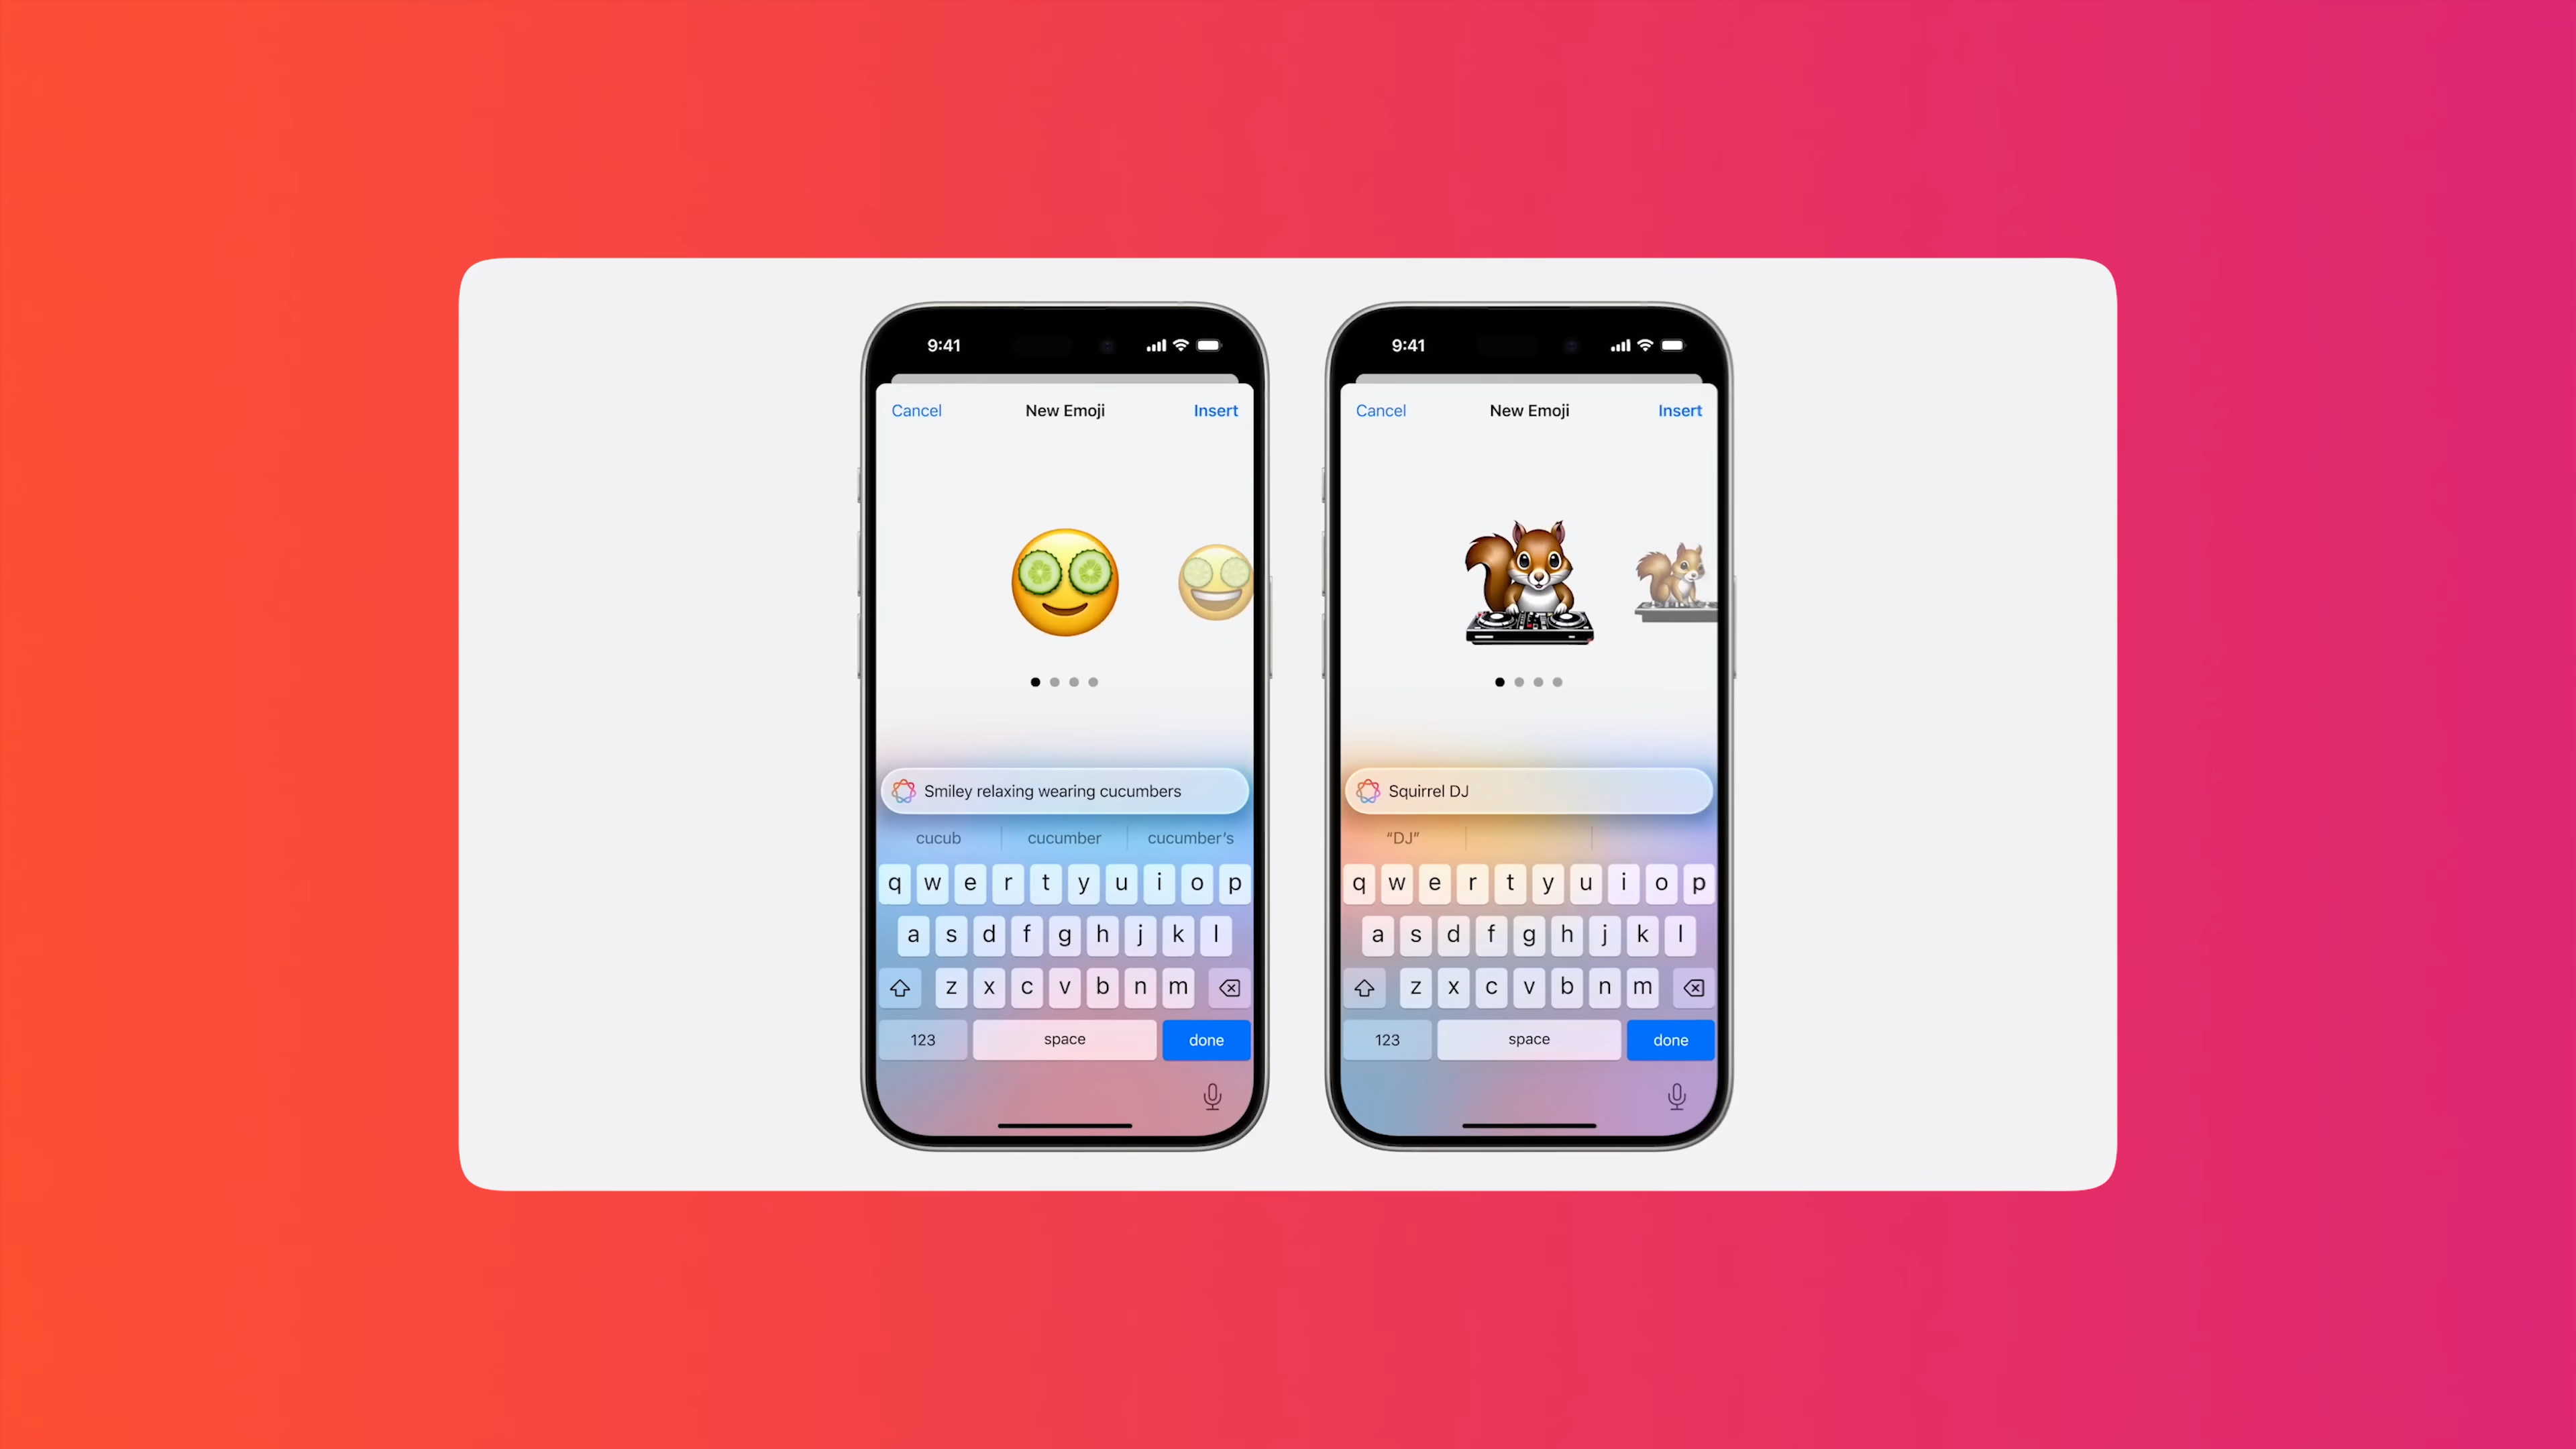 9:41
Cancel New Emoji Insert
Smiley relaxing wearing cucumbers
cucub cucumber cucumber’s
q w e r t y u i o p
a s d f g h j k l
z x c v b n m
123 space done
9:41
Cancel New Emoji Insert
Squirrel DJ
“DJ”
q w e r t y u i o p
a s d f g h j k l
z x c v b n m
123 space done